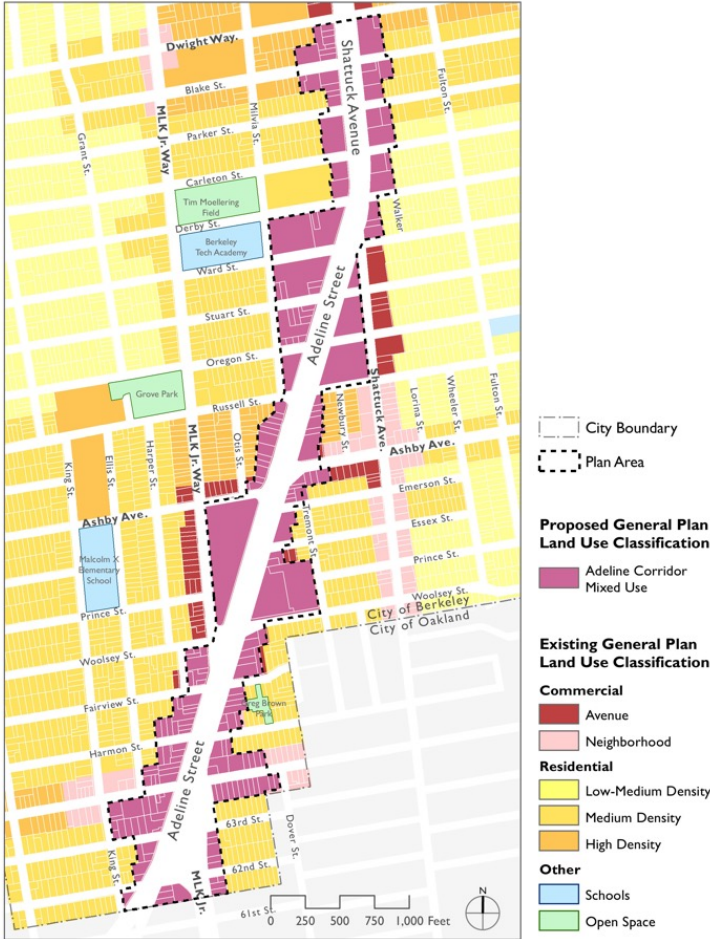 Dwight Way.
Shattuck Avenue
Fulton St.
Blake St.
Grant St.
MLK Jr. Way
Milvia St.
Parker St.
Carleton St.
Tim Moellering
Field
Derby St.
Walker
Berkeley
Tech Academy
Ward St.
Adeline Street
Stuart St.
Oregon St.
Grove Park
Shattuck Ave.
Russell St.
Newbury St.
Lorina St.
Wheeler St.
Fulton St.
King St.
Ellis St.
Harper St.
MLK Jr. Way
Otis St.
Ashby Ave.
Emerson St.
Ashby Ave.
Tremont St.
Essex St.
Malcolm X
Elementary
School
Prince St.
Prince St.
Woolsey St.
City of Berkeley
City of Oakland
Woolsey St.
Fairview St.
Greg Brown
Park
Harmon St.
Adeline Street
63rd St.
Dover St.
King St.
62nd St.
MLK Jr.
61st St.
0 250 500 750 1,000 Feet
N
City Boundary
Plan Area
Proposed General Plan
Land Use Classification
Adeline Corridor
Mixed Use
Existing General Plan
Land Use Classification
Commercial
Avenue
Neighborhood
Residential
Low-Medium Density
Medium Density
High Density
Other
Schools
Open Space